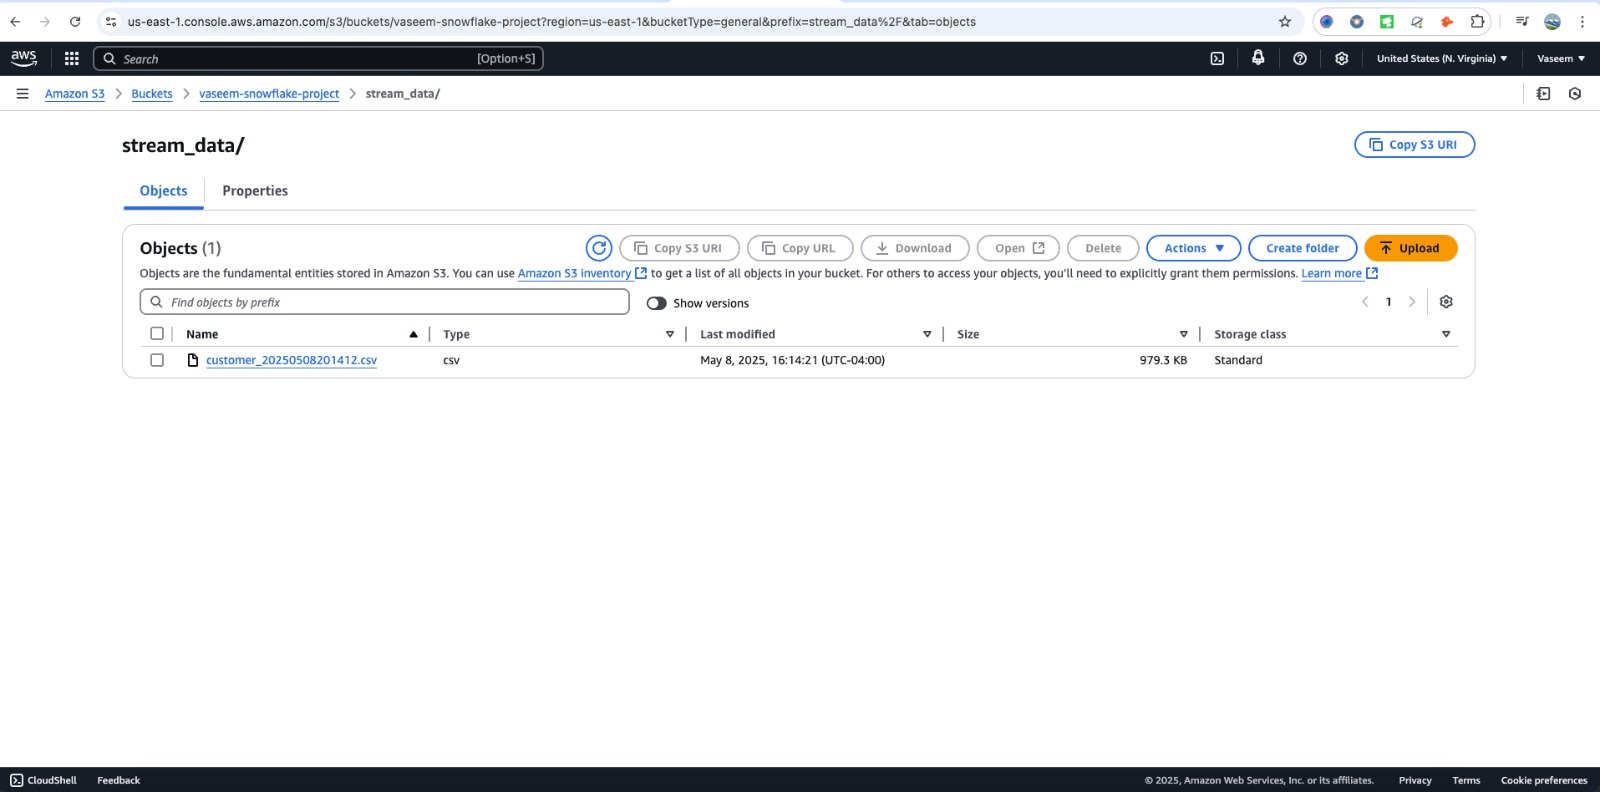 us-east-1.console.aws.amazon.com/s3/buckets/vaseem-snowflake-project?region=us-east-1&bucketType=general&prefix=stream_data%2F&tab=objects
aws Search [Option+S] United States (N. Virginia) Vaseem
Amazon S3 Buckets vaseem-snowflake-project stream_data/
stream_data/
Copy S3 URI
Objects Properties
Objects (1) Copy S3 URI Copy URL Download Open Delete Actions Create folder Upload
Objects are the fundamental entities stored in Amazon S3. You can use Amazon S3 inventory to get a list of all objects in your bucket. For others to access your objects, you'll need to explicitly grant them permissions. Learn more
Find objects by prefix Show versions 1
Name Type Last modified Size Storage class
customer_20250508201412.csv csv May 8, 2025, 16:14:21 (UTC-04:00) 979.3 KB Standard
CloudShell Feedback © 2025, Amazon Web Services, Inc. or its affiliates. Privacy Terms Cookie preferences